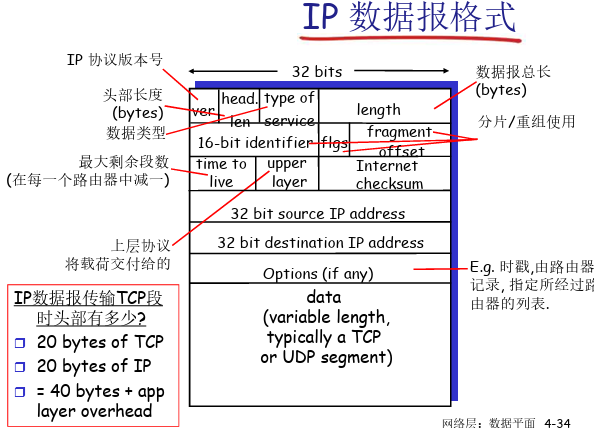 IP 数据报格式
IP 协议版本号
32 bits
数据报总长
(bytes)
头部长度
(bytes)
数据类型
ver
head.
len
type of
service
length
分片/重组使用
16-bit identifier
flgs
fragment
offset
最大剩余段数
(在每一个路由器中减一)
time to
live
upper
layer
Internet
checksum
32 bit source IP address
上层协议
将载荷交付给的
32 bit destination IP address
Options (if any)
E.g. 时戳,由路由器
记录, 指定所经过路
由器的列表.
data
(variable length,
typically a TCP
or UDP segment)
IP数据报传输TCP段
时头部有多少?
20 bytes of TCP
20 bytes of IP
= 40 bytes + app
layer overhead
网络层：数据平面 4-34